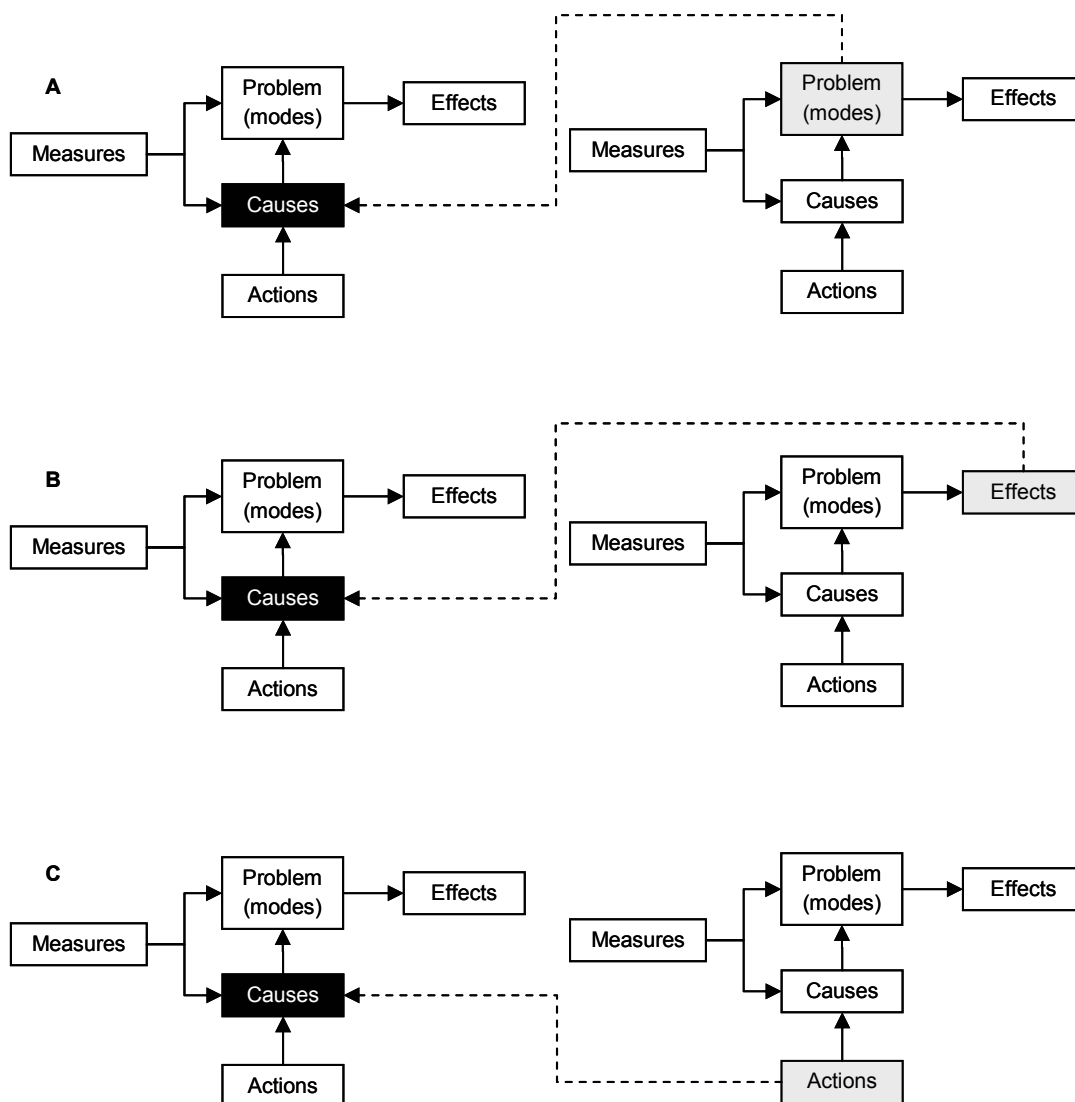 A
Problem
(modes)
Effects
Measures
Causes
Actions
Problem
(modes)
Effects
Measures
Causes
Actions
B
Problem
(modes)
Effects
Measures
Causes
Actions
Problem
(modes)
Effects
Measures
Causes
Actions
C
Problem
(modes)
Effects
Measures
Causes
Actions
Problem
(modes)
Effects
Measures
Causes
Actions